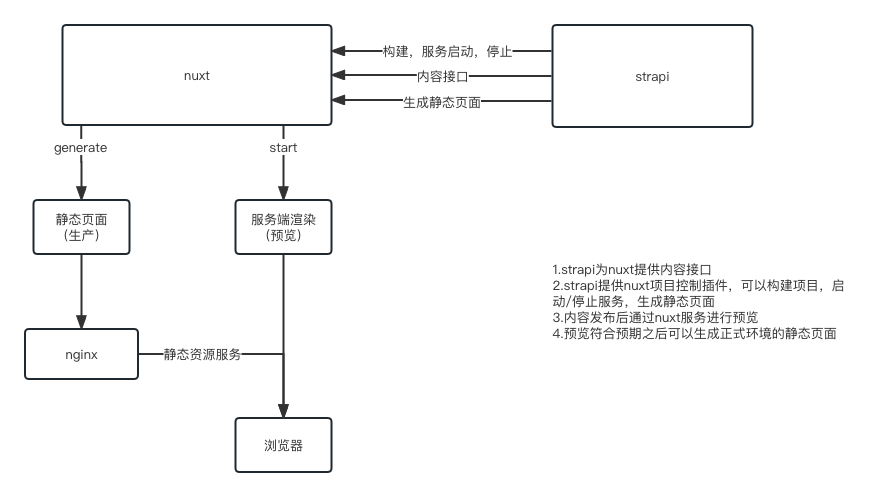 nuxt
构建，服务启动，停止
内容接口
生成静态页面
strapi
generate
start
静态页面
(生产)
服务端渲染
(预览)
nginx
静态资源服务
浏览器
1.strapi为nuxt提供内容接口
2.strapi提供nuxt项目控制插件，可以构建项目，启
动/停止服务，生成静态页面
3.内容发布后通过nuxt服务进行预览
4.预览符合预期之后可以生成正式环境的静态页面